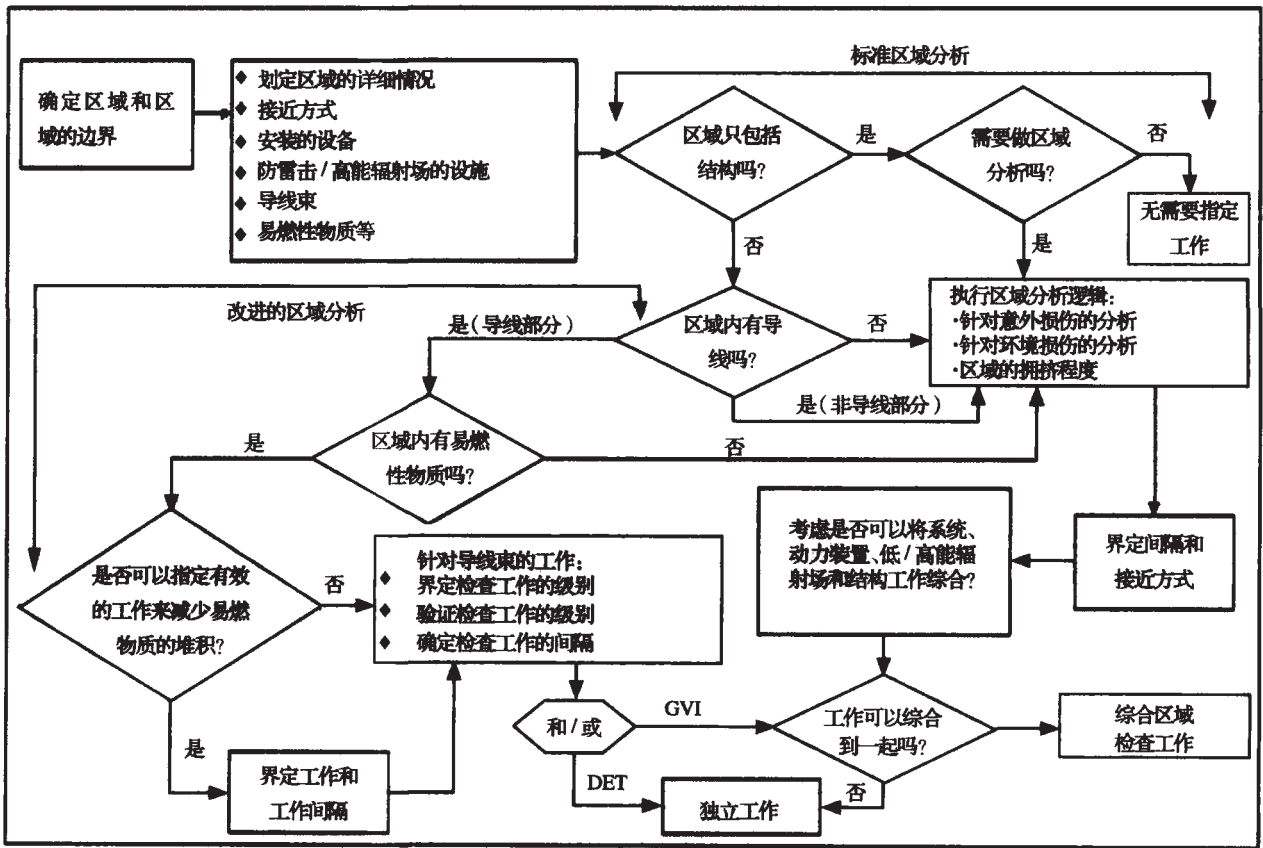 标准区域分析
确定区域和区
域的边界
◆ 划定区域的详细情况
◆ 接近方式
◆ 安装的设备
◆ 防雷击/高能辐射场的设施
◆ 导线束
◆ 易燃性物质等
区域只包括
结构吗?
是
需要做区域
分析吗?
否
无需要指定
工作
否
是
改进的区域分析
是(导线部分)
区域内有导
线吗?
否
执行区域分析逻辑:
·针对意外损伤的分析
·针对环境损伤的分析
·区域的拥挤程度
是(非导线部分)
是
区域内有易燃
性物质吗?
否
考虑是否可以将系统、
动力装置、低/高能辐
射场和结构工作综合?
界定间隔和
接近方式
是否可以指定有效
的工作来减少易燃
物质的堆积?
否
针对导线束的工作:
◆ 界定检查工作的级别
◆ 验证检查工作的级别
◆ 确定检查工作的间隔
是
界定工作和
工作间隔
和/或
GVI
DET
工作可以综合
到一起吗?
综合区域
检查工作
否
独立工作